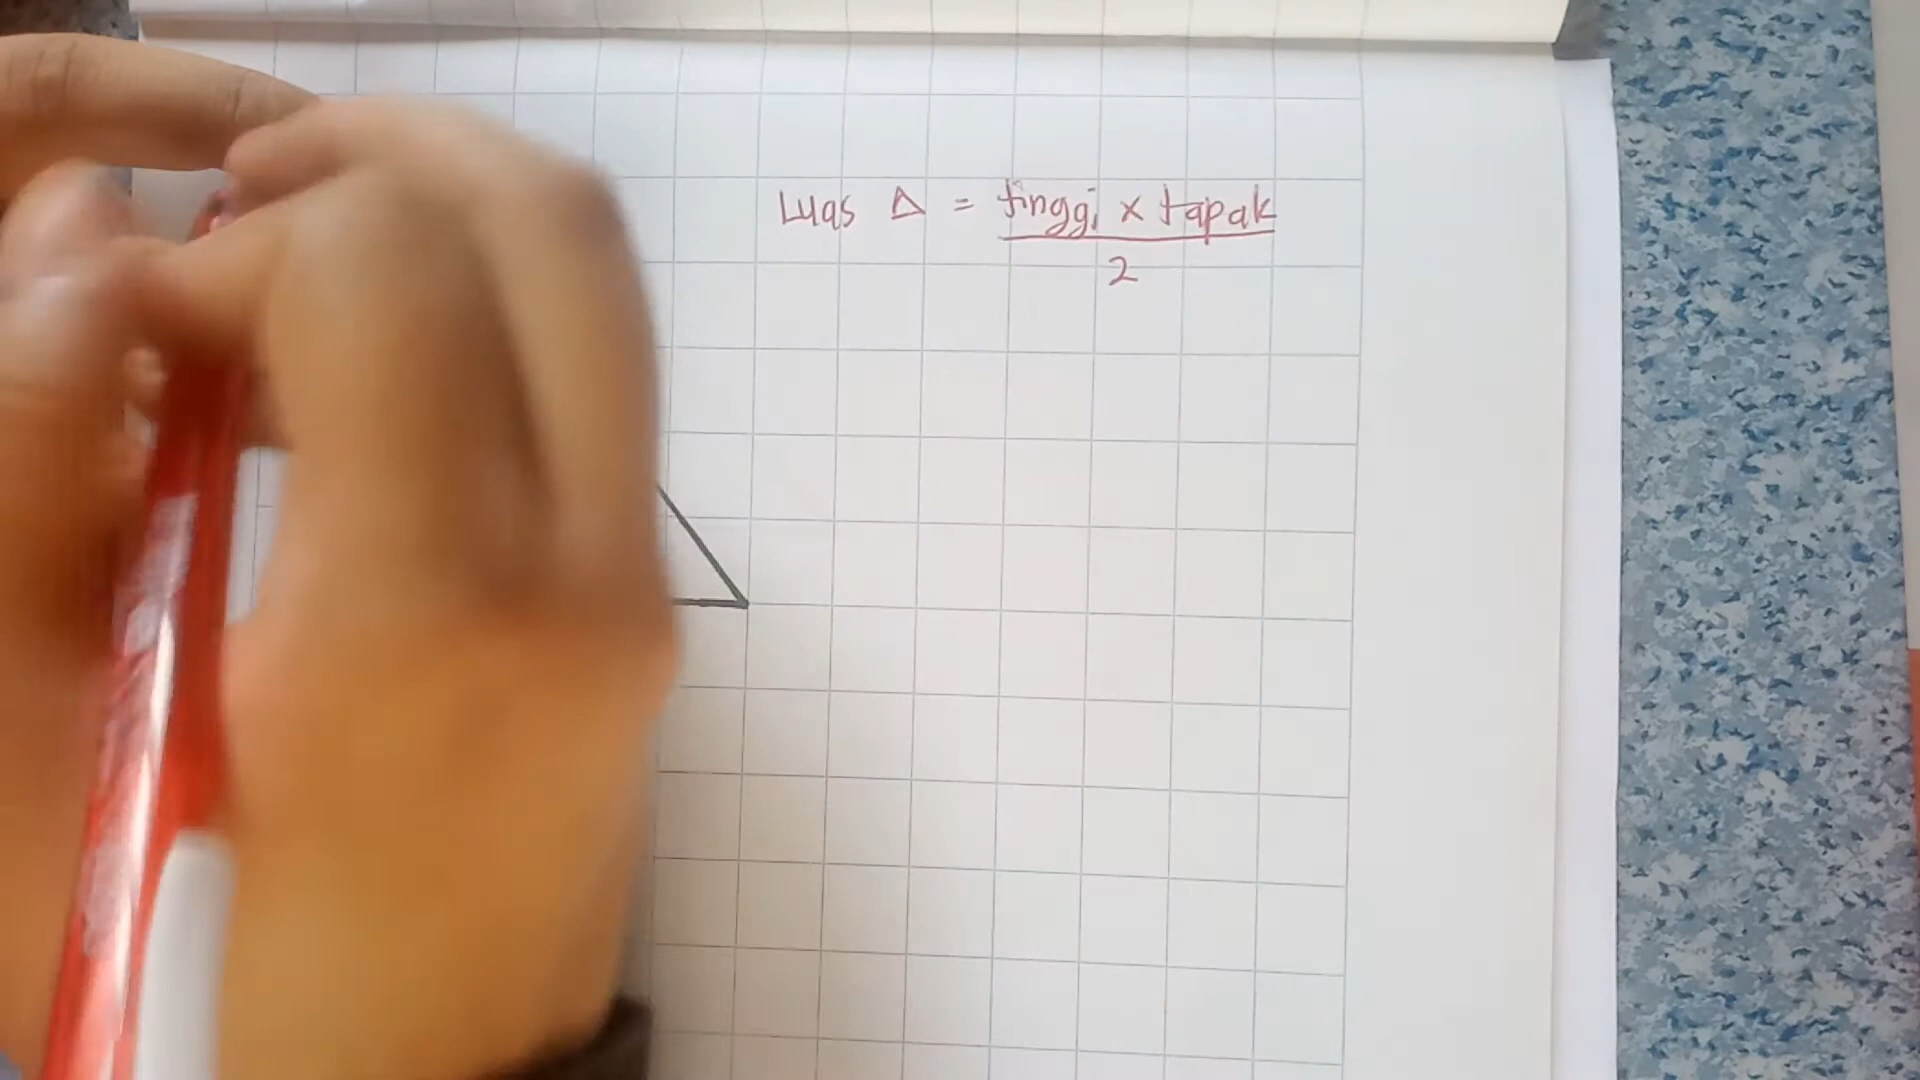 Luas Δ = tinggi x tapak
2